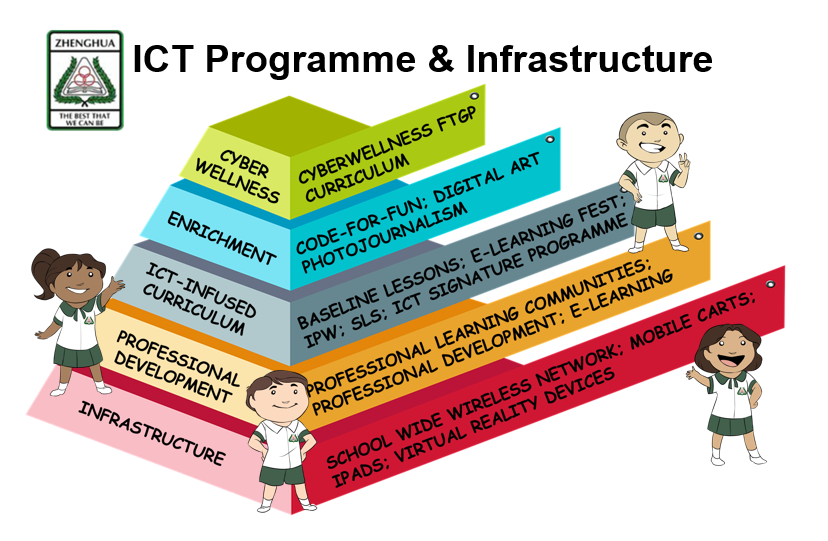 ZHENGHUA
THE BEST THAT
WE CAN BE
ICT Programme & Infrastructure
CYBER
WELLNESS
CYBERWELLNESS FTGP
CURRICULUM
ENRICHMENT
CODE-FOR-FUN; DIGITAL ART
PHOTOJOURNALISM
ICT-INFUSED
CURRICULUM
BASELINE LESSONS; E-LEARNING FEST;
IPW; SLS; ICT SIGNATURE PROGRAMME
PROFESSIONAL
DEVELOPMENT
PROFESSIONAL LEARNING COMMUNITIES;
PROFESSIONAL DEVELOPMENT; E-LEARNING
INFRASTRUCTURE
SCHOOL WIDE WIRELESS NETWORK; MOBILE CARTS;
IPADS; VIRTUAL REALITY DEVICES